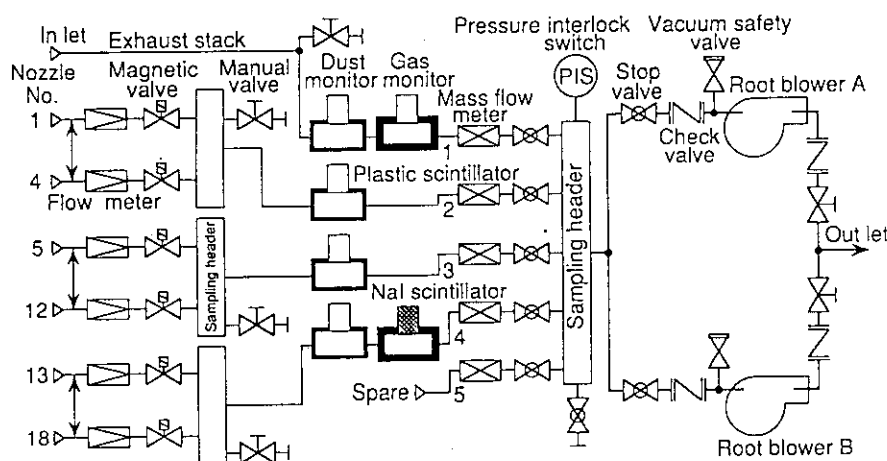 In let
Exhaust stack
Nozzle
No.
Magnetic
valve
Manual
valve
Dust
monitor
Gas
monitor
Mass flow
meter
Pressure interlock
switch
PIS
Stop
valve
Vacuum safety
valve
Root blower A
Check
valve
1
4
Flow meter
1
Plastic scintillator
2
5
12
Sampling header
3
NaI scintillator
4
Sampling header
Out let
13
18
Spare
5
Root blower B